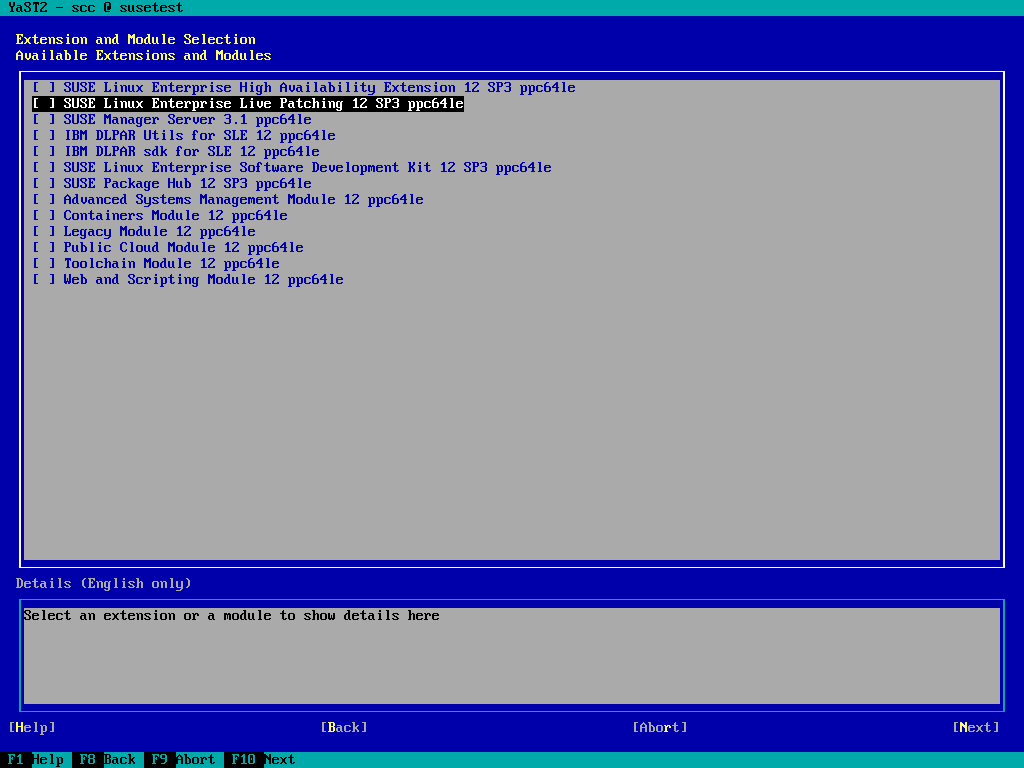 YaST2 - scc @ susetest
Extension and Module Selection
Available Extensions and Modules
[ ] SUSE Linux Enterprise High Availability Extension 12 SP3 ppc64le
[ ] SUSE Linux Enterprise Live Patching 12 SP3 ppc64le
[ ] SUSE Manager Server 3.1 ppc64le
[ ] IBM DLPAR Utils for SLE 12 ppc64le
[ ] IBM DLPAR sdk for SLE 12 ppc64le
[ ] SUSE Linux Enterprise Software Development Kit 12 SP3 ppc64le
[ ] SUSE Package Hub 12 SP3 ppc64le
[ ] Advanced Systems Management Module 12 ppc64le
[ ] Containers Module 12 ppc64le
[ ] Legacy Module 12 ppc64le
[ ] Public Cloud Module 12 ppc64le
[ ] Toolchain Module 12 ppc64le
[ ] Web and Scripting Module 12 ppc64le
Details (English only)
Select an extension or a module to show details here
[Help] [Back] [Abort] [Next]
F1 Help F8 Back F9 Abort F10 Next